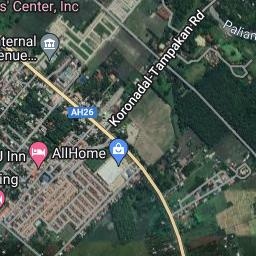 s' Center, Inc
ternal
venue...
Koronadal-Tampakan Rd
Palian
AH26
J Inn
AllHome
ing